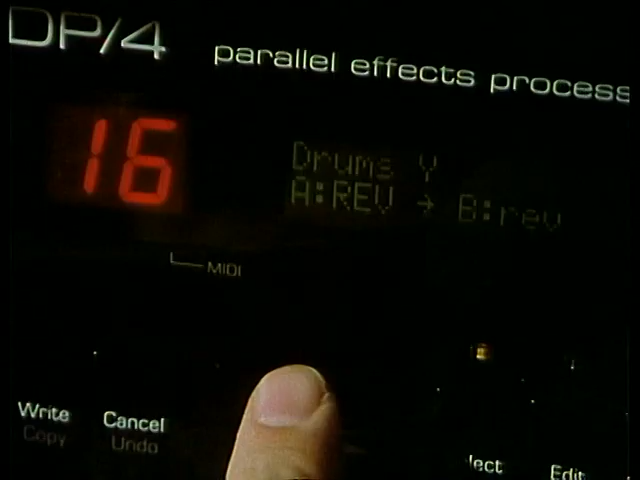 DP/4
parallel effects process
16
Drums Y
A:REV → B:rev
MIDI
Write
Copy
Cancel
Undo
lect
Edit